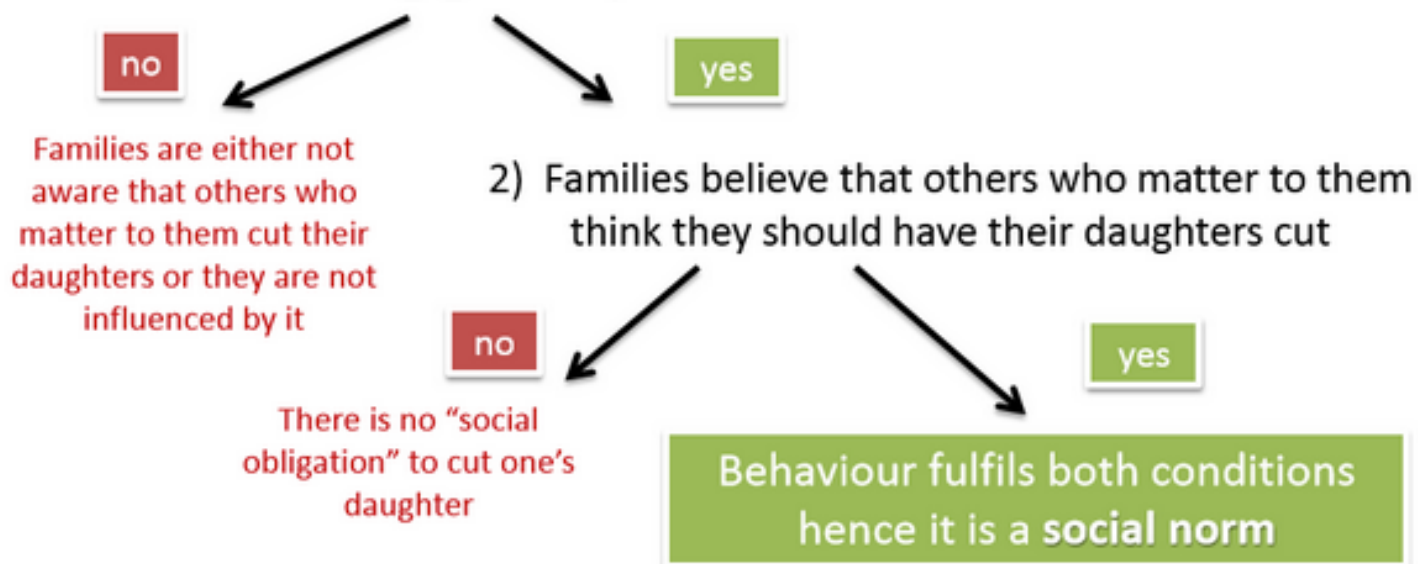 no
yes
Families are either not
aware that others who
matter to them cut their
daughters or they are not
influenced by it
2) Families believe that others who matter to them
think they should have their daughters cut
no
yes
There is no “social
obligation” to cut one’s
daughter
Behaviour fulfils both conditions
hence it is a social norm